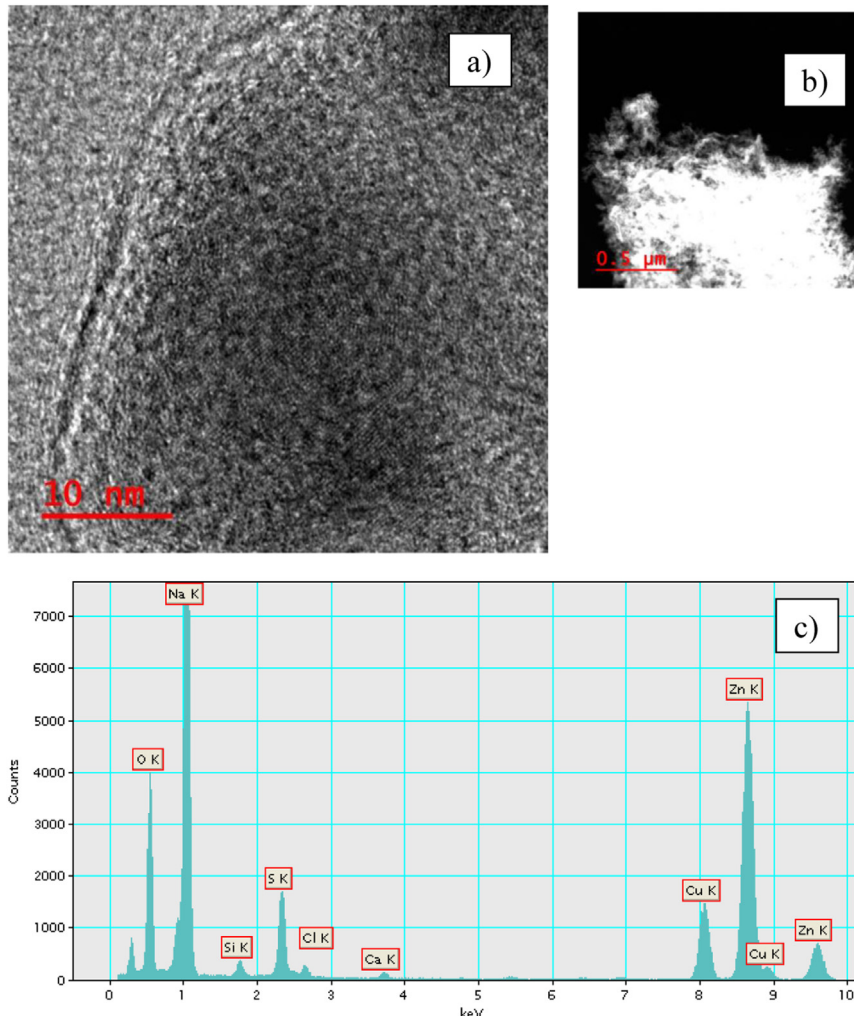 a)
b)
0.5 µm
10 nm
c)
Na K
7000
6000
Zn K
5000
O K
4000
Counts
3000
2000
S K
Cu K
1000
Si K
Cl K
Ca K
Cu K
Zn K
0
0 1 2 3 4 5 6 7 8 9 10
keV